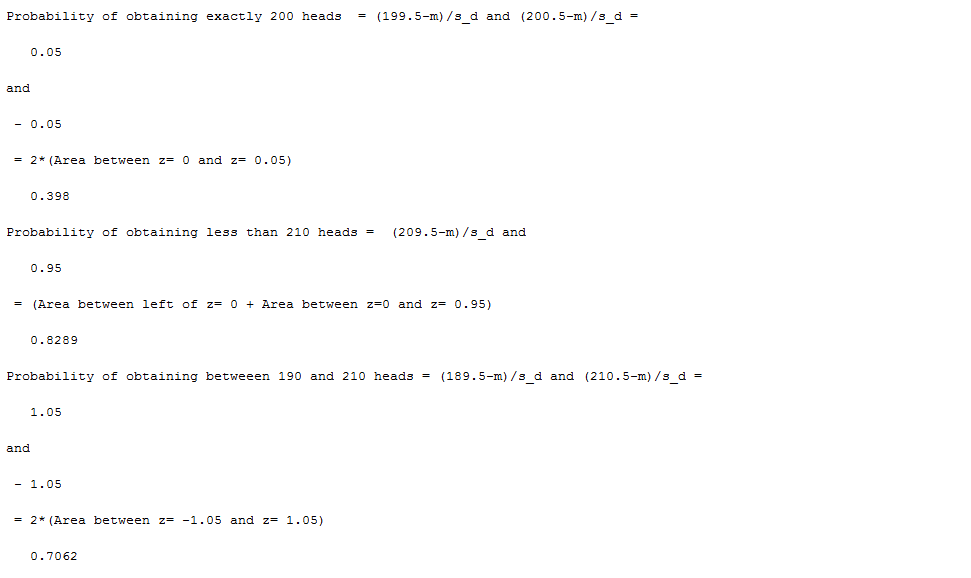 Probability of obtaining exactly 200 heads  = (199.5-m)/s_d and (200.5-m)/s_d =
0.05
and
- 0.05
= 2*(Area between z= 0 and z= 0.05)
0.398
Probability of obtaining less than 210 heads =  (209.5-m)/s_d and
0.95
= (Area between left of z= 0 + Area between z=0 and z= 0.95)
0.8289
Probability of obtaining betweeen 190 and 210 heads = (189.5-m)/s_d and (210.5-m)/s_d =
1.05
and
- 1.05
= 2*(Area between z= -1.05 and z= 1.05)
0.7062